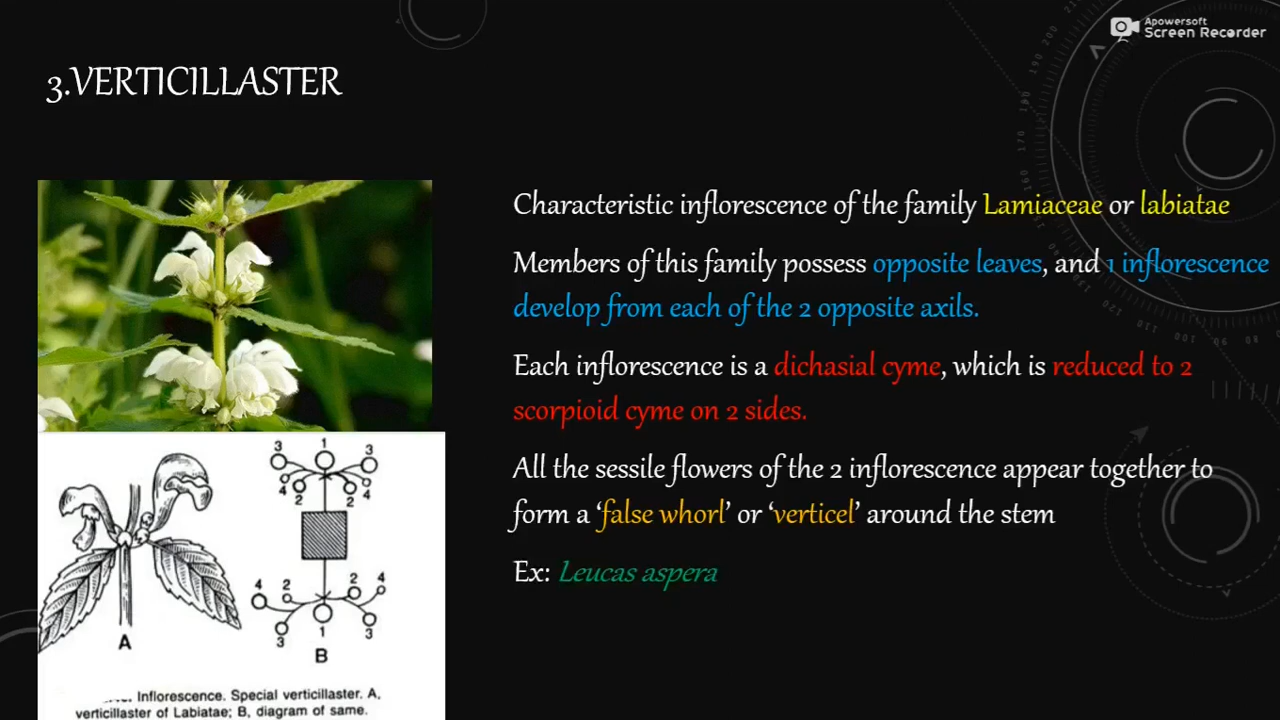 Apowersoft
Screen Recorder
3.VERTICILLASTER
Characteristic inflorescence of the family Lamiaceae or labiatae
Members of this family possess opposite leaves, and 1 inflorescence
develop from each of the 2 opposite axils.
Each inflorescence is a dichasial cyme, which is reduced to 2
scorpioid cyme on 2 sides.
All the sessile flowers of the 2 inflorescence appear together to
form a ‘false whorl’ or ‘verticel’ around the stem
Ex: Leucas aspera
3 1 3
4 2 2 4
4 2 2 4
3 1 3
A
B
Inflorescence. Special verticillaster. A,
verticillaster of Labiatae; B, diagram of same.